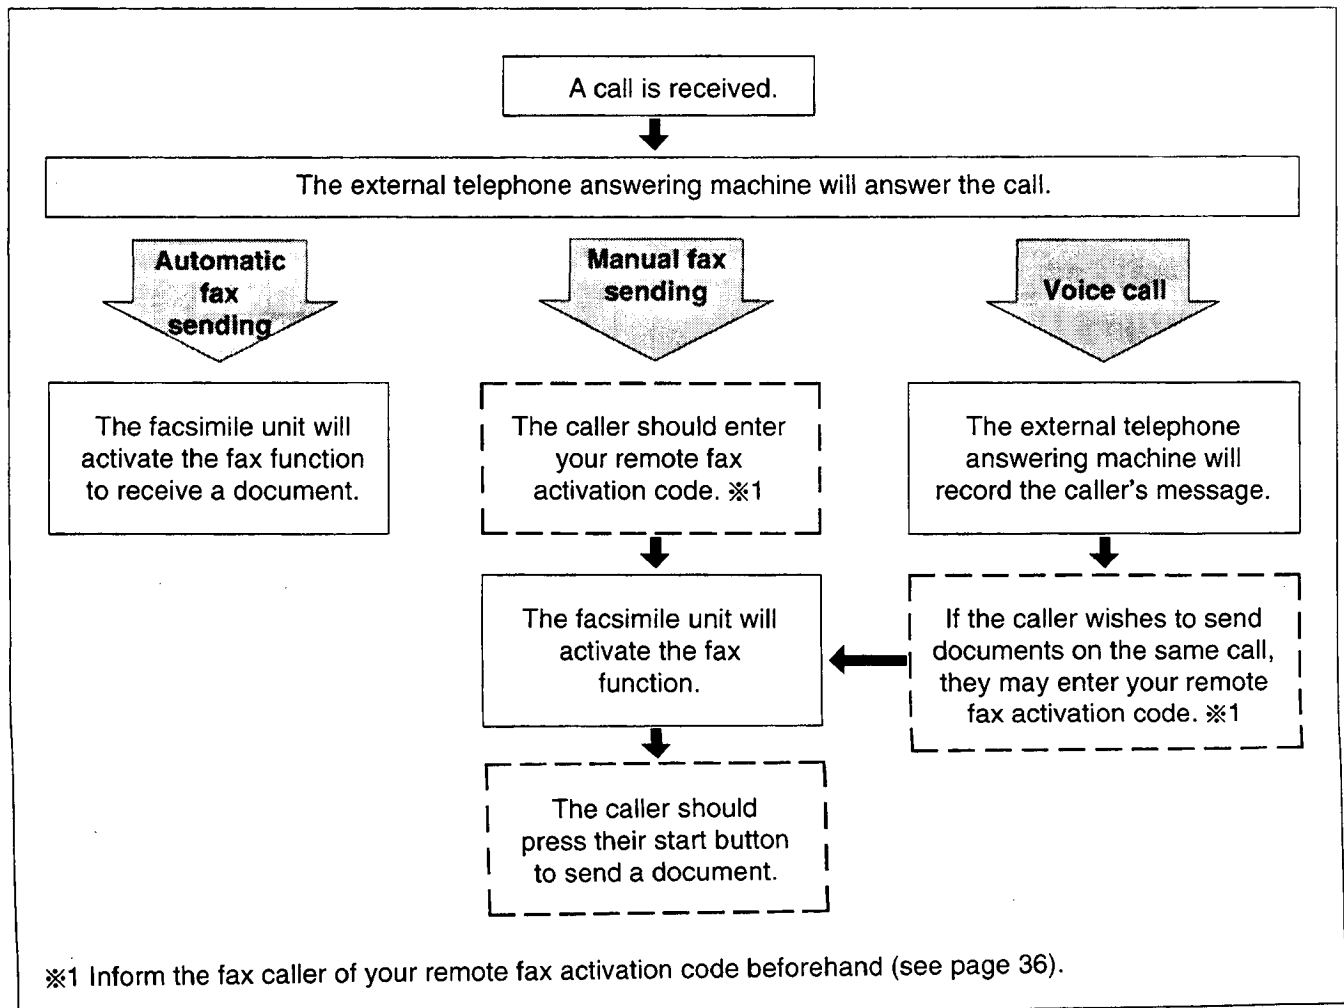 A call is received.
The external telephone answering machine will answer the call.
Automatic
fax
sending
Manual fax
sending
Voice call
The facsimile unit will
activate the fax function
to receive a document.
The caller should enter
your remote fax
activation code. ※1
The external telephone
answering machine will
record the caller's message.
The facsimile unit will
activate the fax
function.
If the caller wishes to send
documents on the same call,
they may enter your remote
fax activation code. ※1
The caller should
press their start button
to send a document.
※1 Inform the fax caller of your remote fax activation code beforehand (see page 36).